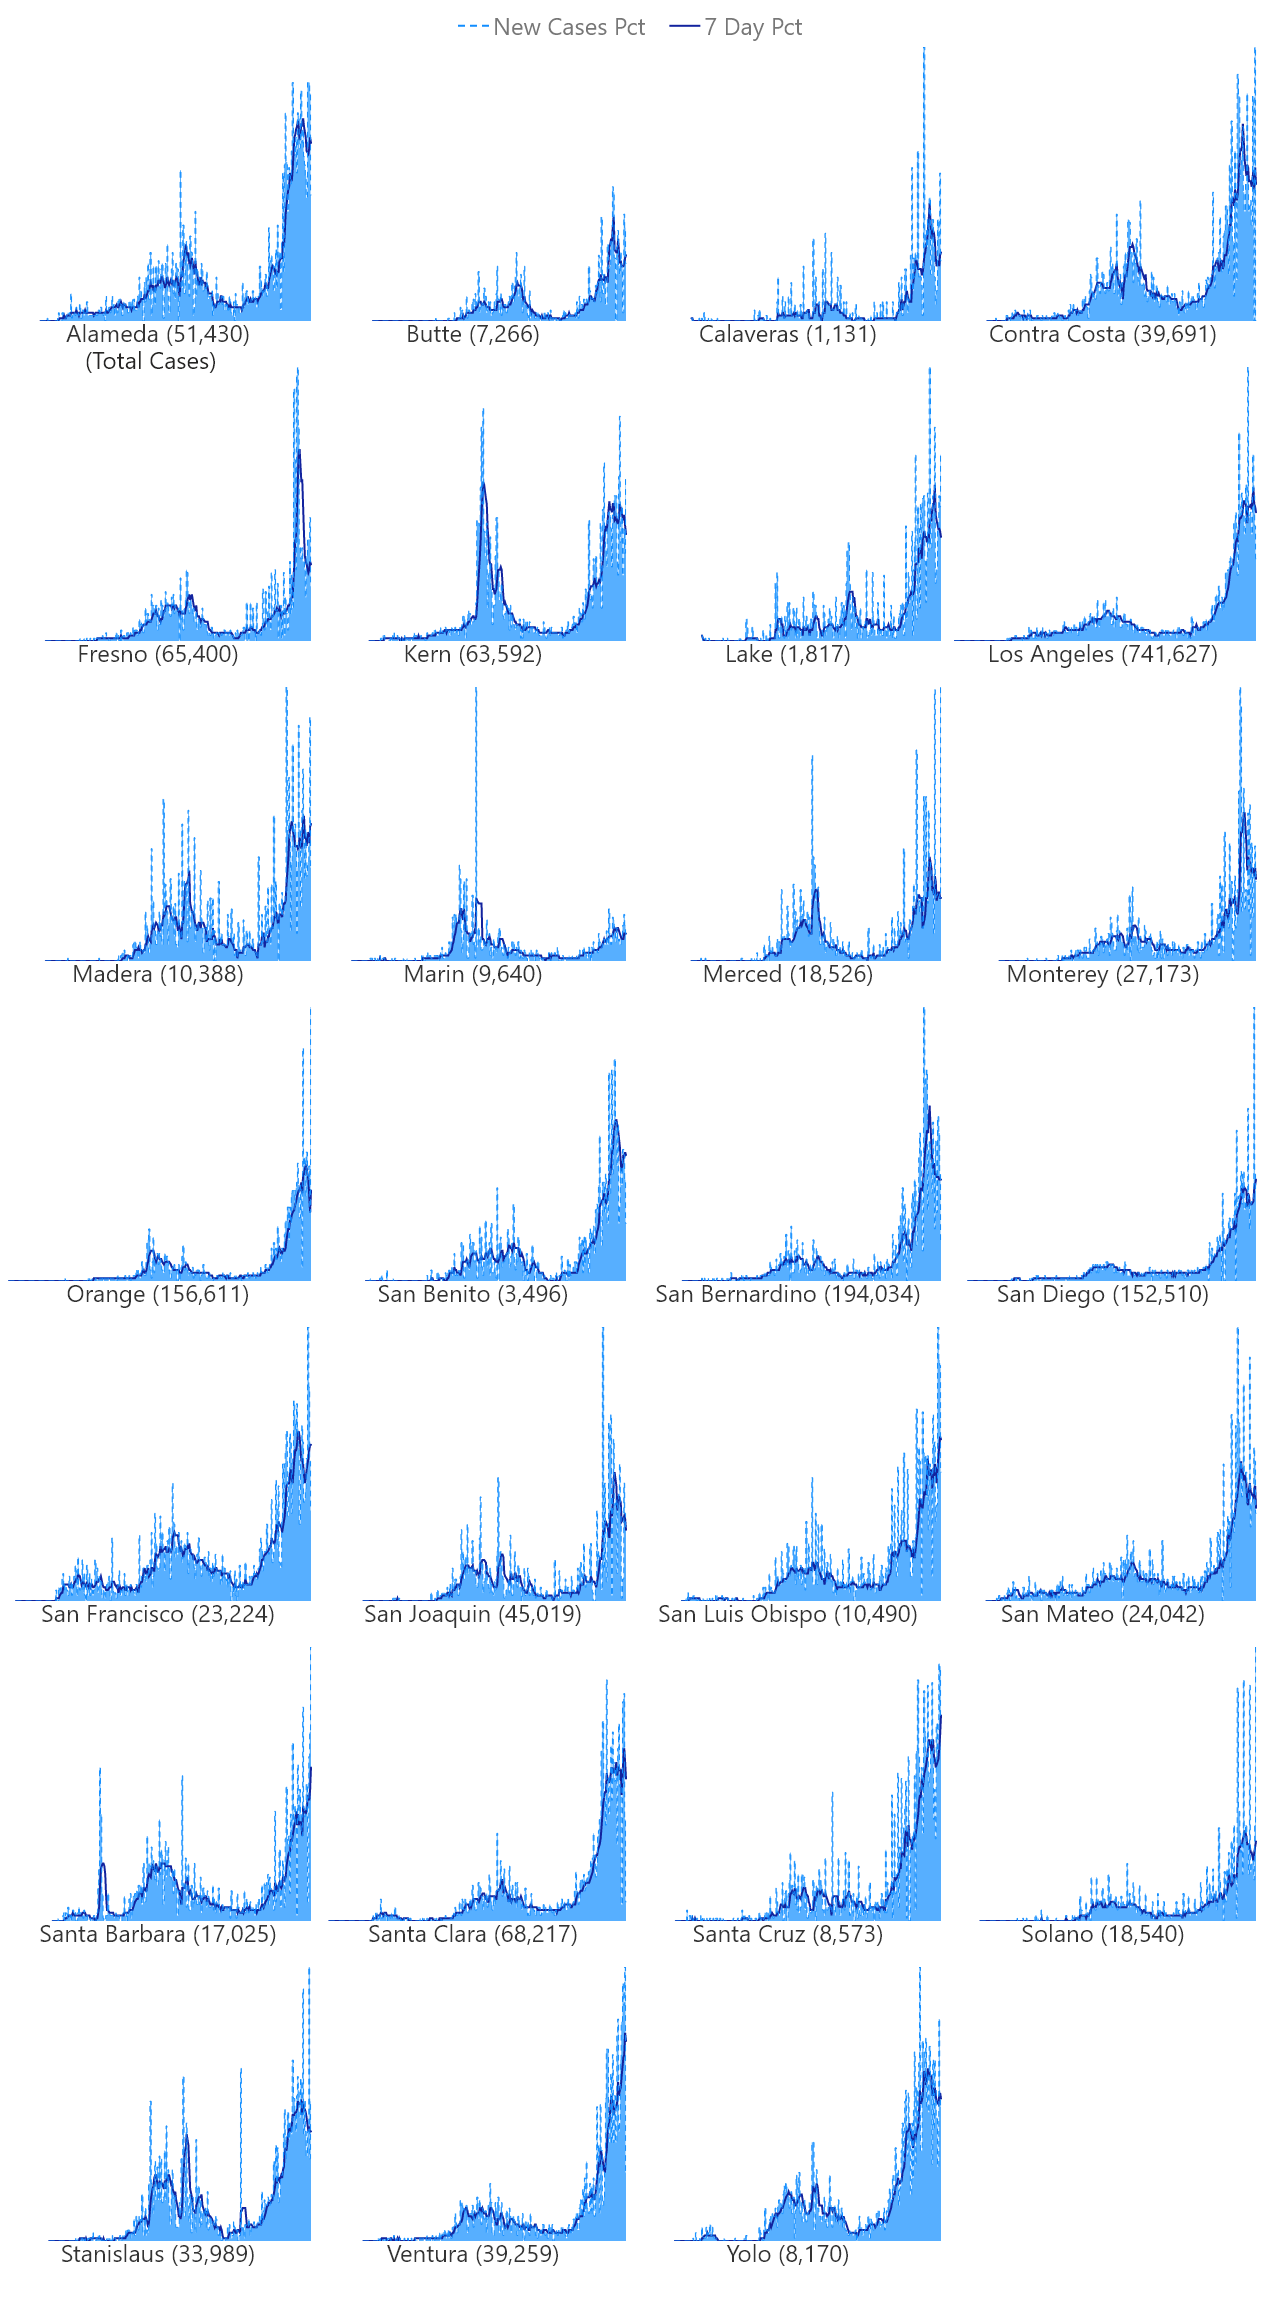 New Cases Pct 7 Day Pct
Alameda (51,430) Butte (7,266) Calaveras (1,131) Contra Costa (39,691)
(Total Cases)
Fresno (65,400) Kern (63,592) Lake (1,817) Los Angeles (741,627)
Madera (10,388) Marin (9,640) Merced (18,526) Monterey (27,173)
Orange (156,611) San Benito (3,496) San Bernardino (194,034) San Diego (152,510)
San Francisco (23,224) San Joaquin (45,019) San Luis Obispo (10,490) San Mateo (24,042)
Santa Barbara (17,025) Santa Clara (68,217) Santa Cruz (8,573) Solano (18,540)
Stanislaus (33,989) Ventura (39,259) Yolo (8,170)